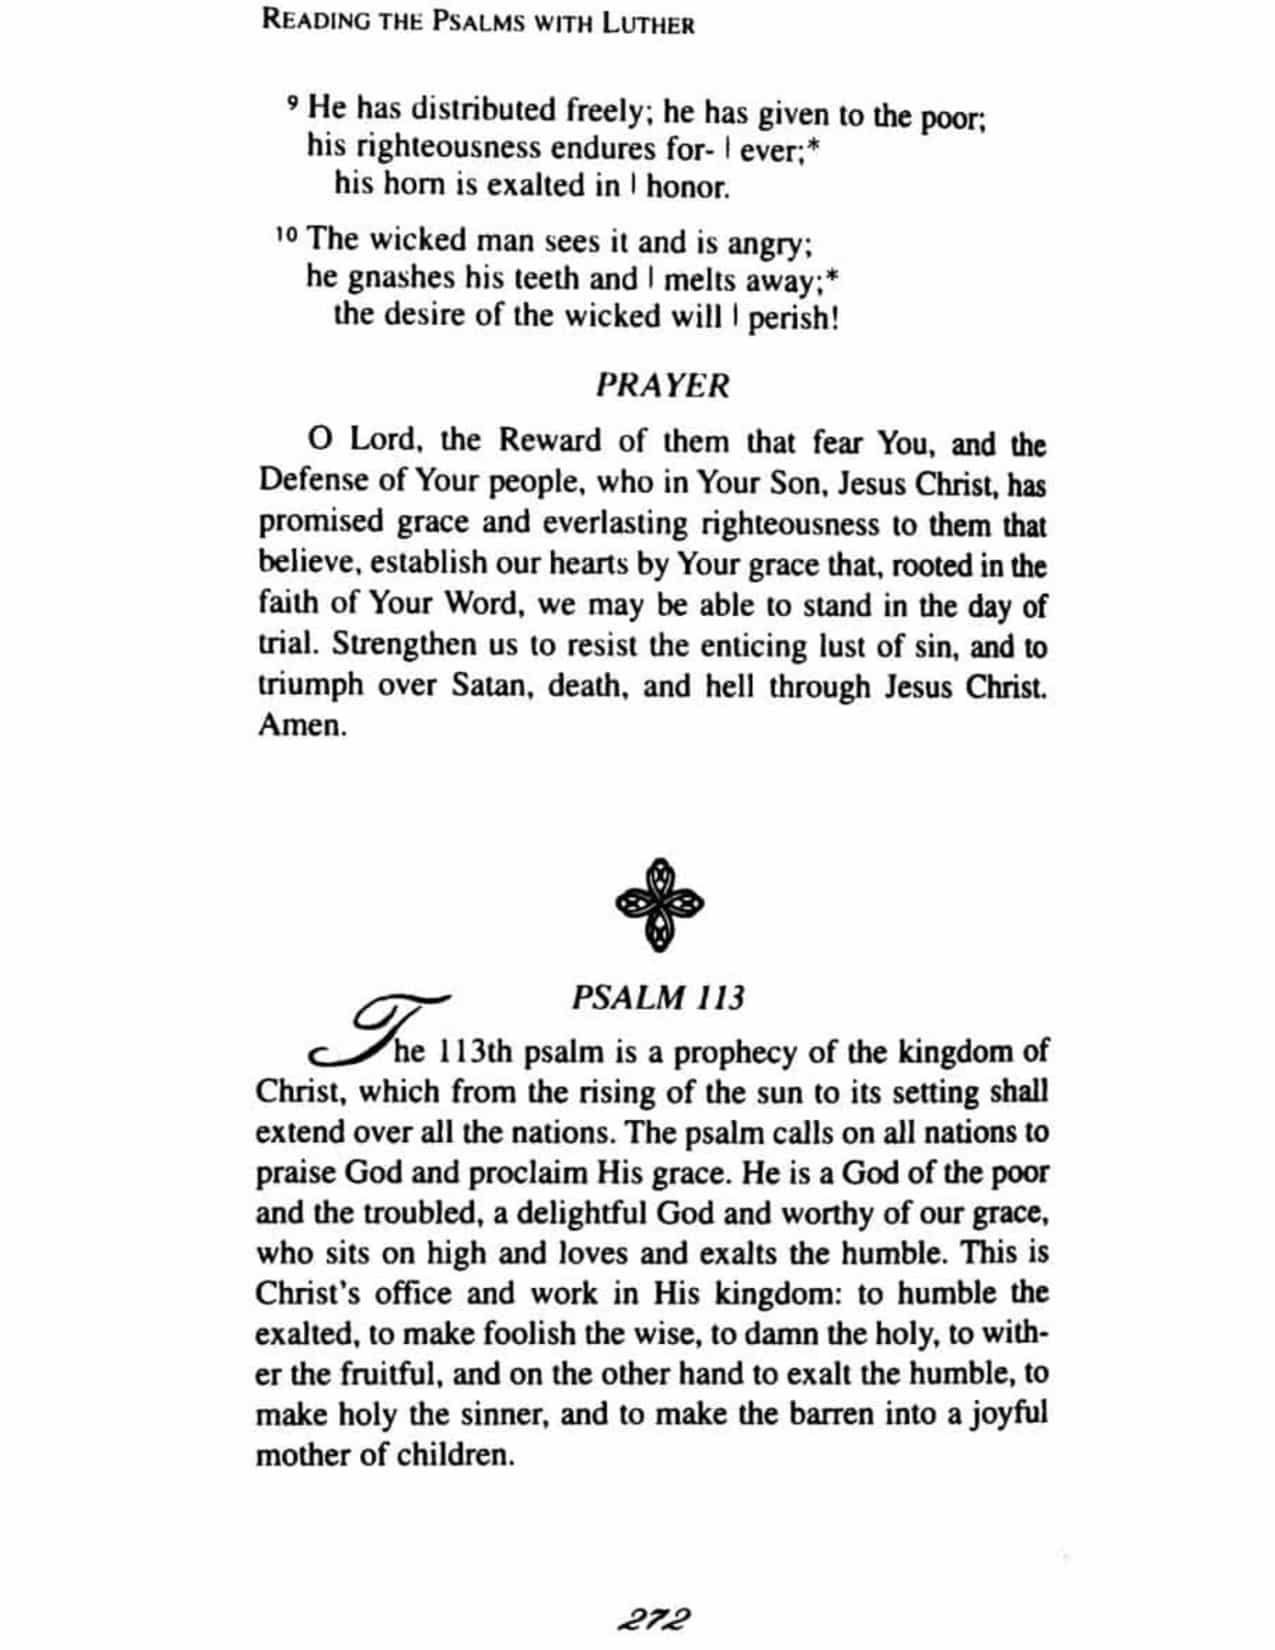 READING THE PSALMS WITH LUTHER
9 He has distributed freely; he has given to the poor;
his righteousness endures for- | ever;*
his horn is exalted in | honor.
10 The wicked man sees it and is angry;
he gnashes his teeth and | melts away;*
the desire of the wicked will | perish!
PRAYER
O Lord, the Reward of them that fear You, and the
Defense of Your people, who in Your Son, Jesus Christ, has
promised grace and everlasting righteousness to them that
believe, establish our hearts by Your grace that, rooted in the
faith of Your Word, we may be able to stand in the day of
trial. Strengthen us to resist the enticing lust of sin, and to
triumph over Satan, death, and hell through Jesus Christ.
Amen.
PSALM 113
The 113th psalm is a prophecy of the kingdom of
Christ, which from the rising of the sun to its setting shall
extend over all the nations. The psalm calls on all nations to
praise God and proclaim His grace. He is a God of the poor
and the troubled, a delightful God and worthy of our grace,
who sits on high and loves and exalts the humble. This is
Christ's office and work in His kingdom: to humble the
exalted, to make foolish the wise, to damn the holy, to with-
er the fruitful, and on the other hand to exalt the humble, to
make holy the sinner, and to make the barren into a joyful
mother of children.
272